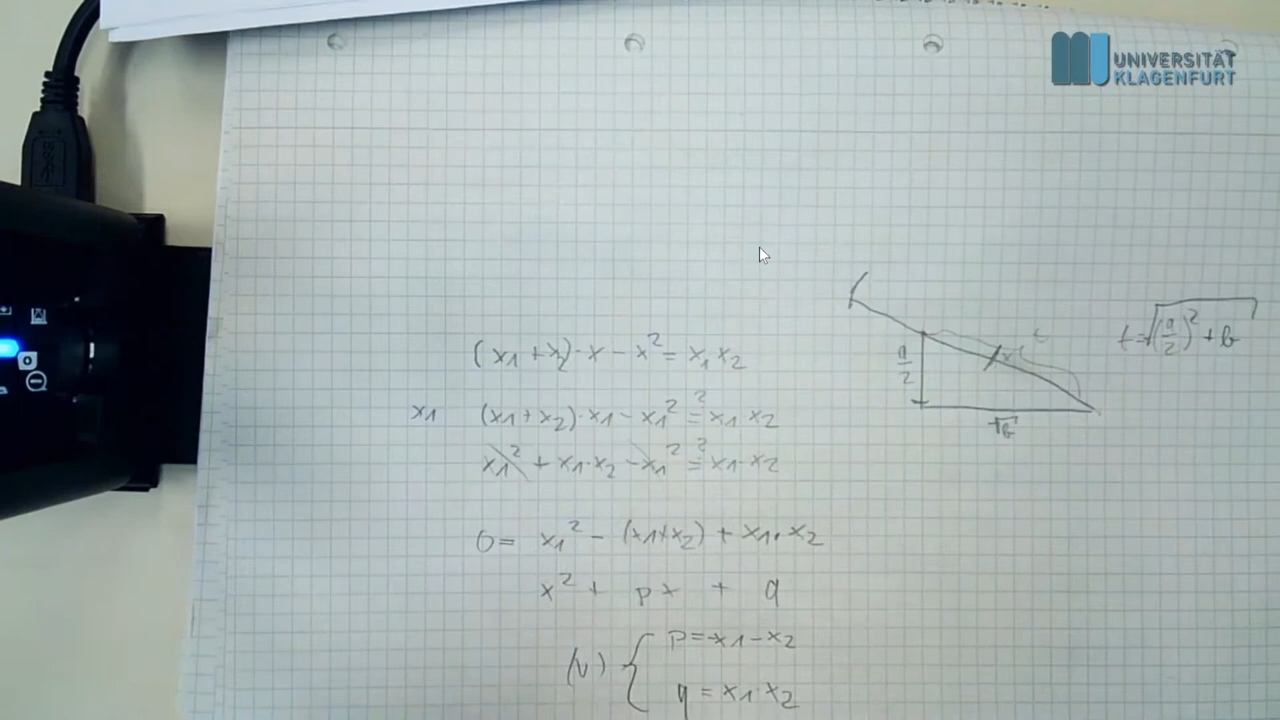 UNIVERSITÄT
KLAGENFURT
(x1 + x2) · x - x² = x1 x2
x1 (x1 + x2) · x1 - x1² ?= x1 x2
x1² + x1 · x2 - x1² ?= x1 · x2
0 = x1² - (x1+x2) + x1 · x2
x² + px + q
(V) { p = -x1 - x2
q = x1 · x2
a/2
x
t
√b
t = √((a/2)² + b)